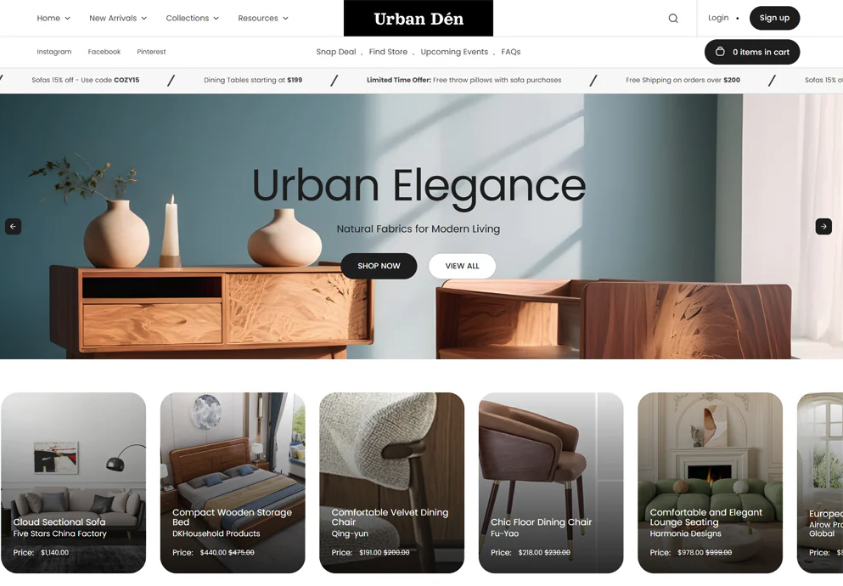 Home New Arrivals Collections Resources
Urban Dén
Login • Sign up
Instagram Facebook Pinterest
Snap Deal . Find Store . Upcoming Events . FAQs
0 items in cart
Sofas 15% off - Use code COZY15 / Dining Tables starting at $199 / Limited Time Offer: Free throw pillows with sofa purchases / Free Shipping on orders over $200 / Sofas 15% o
Urban Elegance
Natural Fabrics for Modern Living
SHOP NOW VIEW ALL
Cloud Sectional Sofa
Five Stars China Factory
Price: $1,140.00
Compact Wooden Storage
Bed
DKHousehold Products
Price: $440.00 $475.00
Comfortable Velvet Dining
Chair
Qing-yun
Price: $191.00 $200.00
Chic Floor Dining Chair
Fu-Yao
Price: $218.00 $230.00
Comfortable and Elegant
Lounge Seating
Harmonia Designs
Price: $978.00 $999.00
Airow Pr
Global
Price: